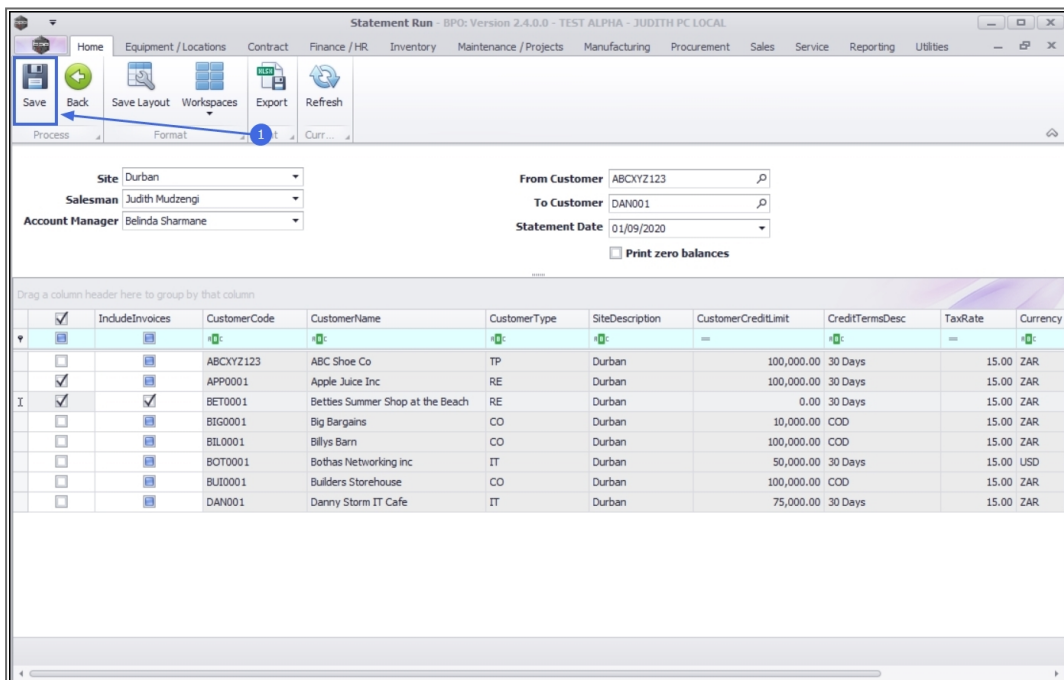 Statement Run - BPO: Version 2.4.0.0 - TEST ALPHA - JUDITH PC LOCAL
Home Equipment / Locations Contract Finance / HR Inventory Maintenance / Projects Manufacturing Procurement Sales Service Reporting Utilities
Save Back Save Layout Workspaces Export Refresh
Process Format 1 t Curr...
Site Durban From Customer ABCXYZ123
Salesman Judith Mudzengi To Customer DAN001
Account Manager Belinda Sharmane Statement Date 01/09/2020
Print zero balances
Drag a column header here to group by that column
IncludeInvoices CustomerCode CustomerName CustomerType SiteDescription CustomerCreditLimit CreditTermsDesc TaxRate Currency
ABCXYZ123 ABC Shoe Co TP Durban 100,000.00 30 Days 15.00 ZAR
APP0001 Apple Juice Inc RE Durban 100,000.00 30 Days 15.00 ZAR
BET0001 Betties Summer Shop at the Beach RE Durban 0.00 30 Days 15.00 ZAR
BIG0001 Big Bargains CO Durban 10,000.00 COD 15.00 ZAR
BIL0001 Billys Barn CO Durban 100,000.00 COD 15.00 ZAR
BOT0001 Bothas Networking inc IT Durban 50,000.00 30 Days 15.00 USD
BUI0001 Builders Storehouse CO Durban 100,000.00 COD 15.00 ZAR
DAN001 Danny Storm IT Cafe IT Durban 75,000.00 30 Days 15.00 ZAR